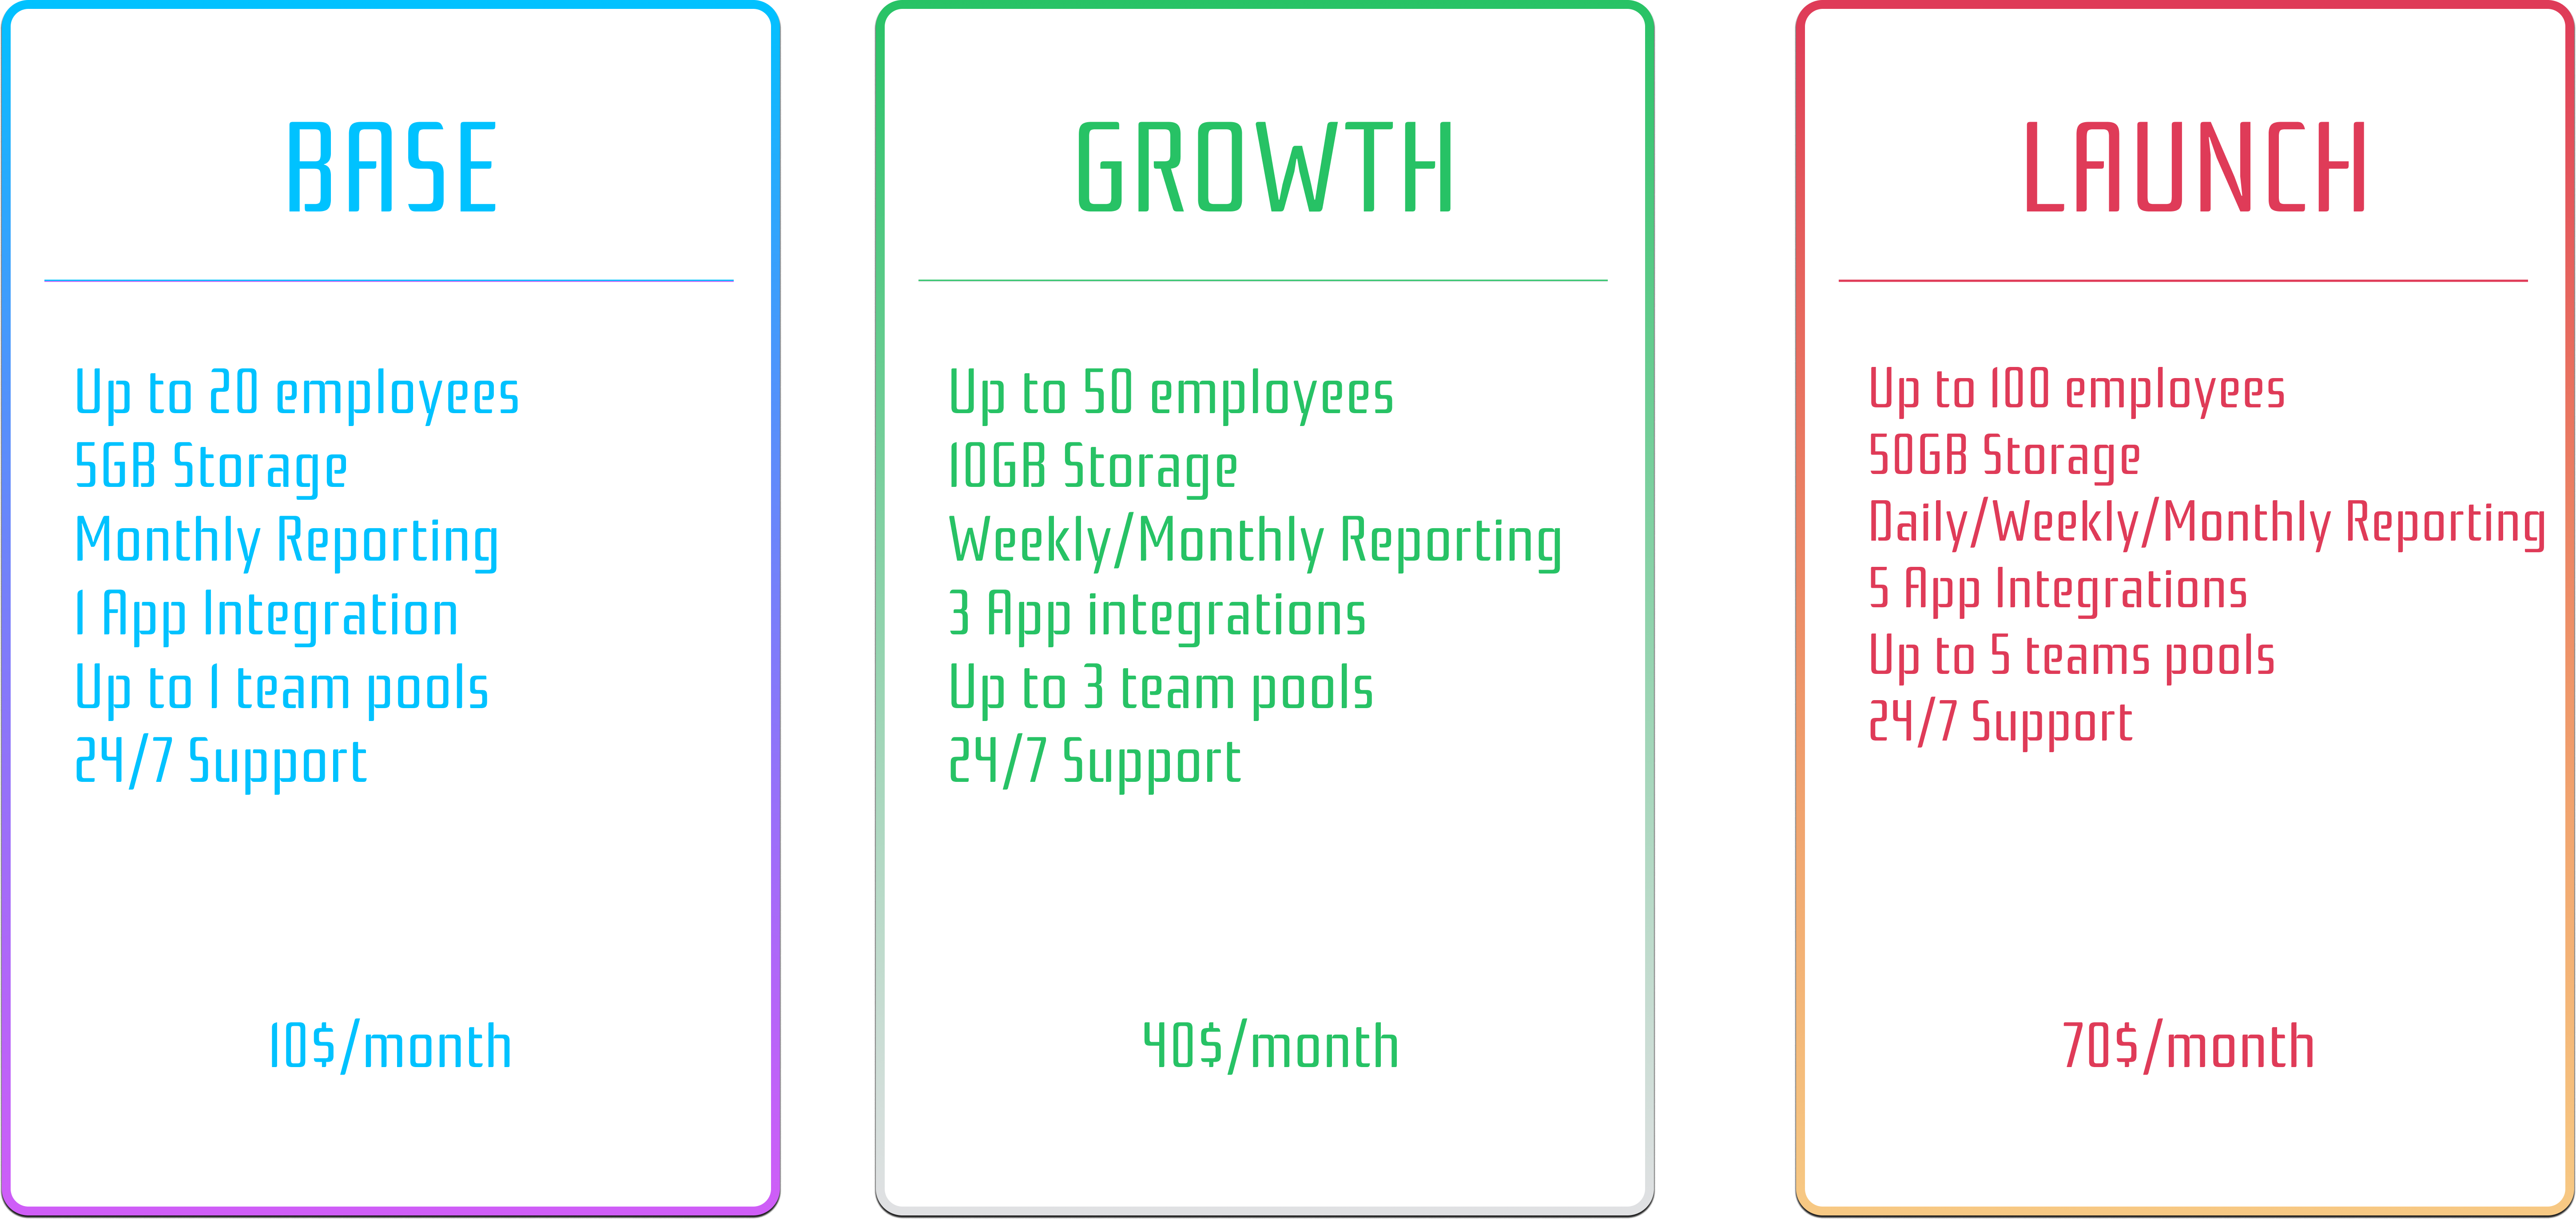 BASE
Up to 20 employees
5GB Storage
Monthly Reporting
1 App Integration
Up to 1 team pools
24/7 Support
10$/month
GROWTH
Up to 50 employees
10GB Storage
Weekly/Monthly Reporting
3 App integrations
Up to 3 team pools
24/7 Support
40$/month
LAUNCH
Up to 100 employees
50GB Storage
Daily/Weekly/Monthly Reporting
5 App Integrations
Up to 5 teams pools
24/7 Support
70$/month